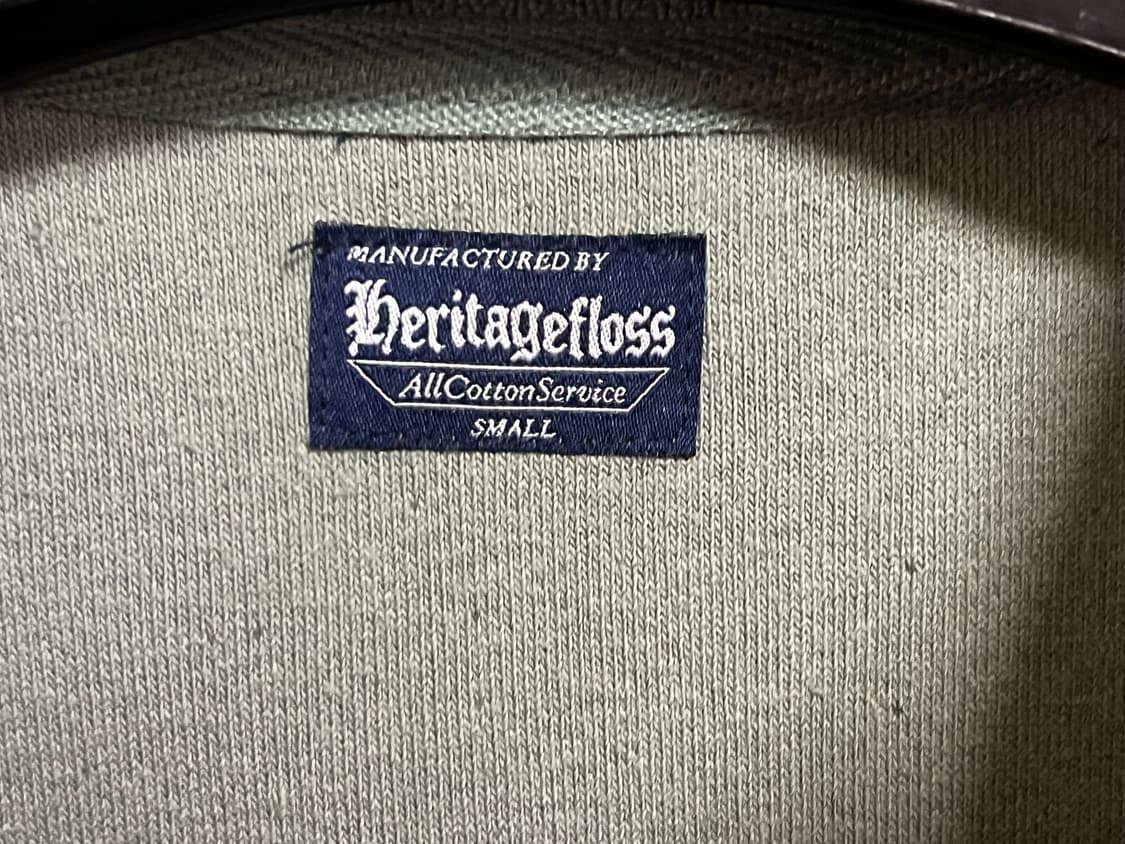 MANUFACTURED BY
Heritagefloss
AllCottonService
SMALL